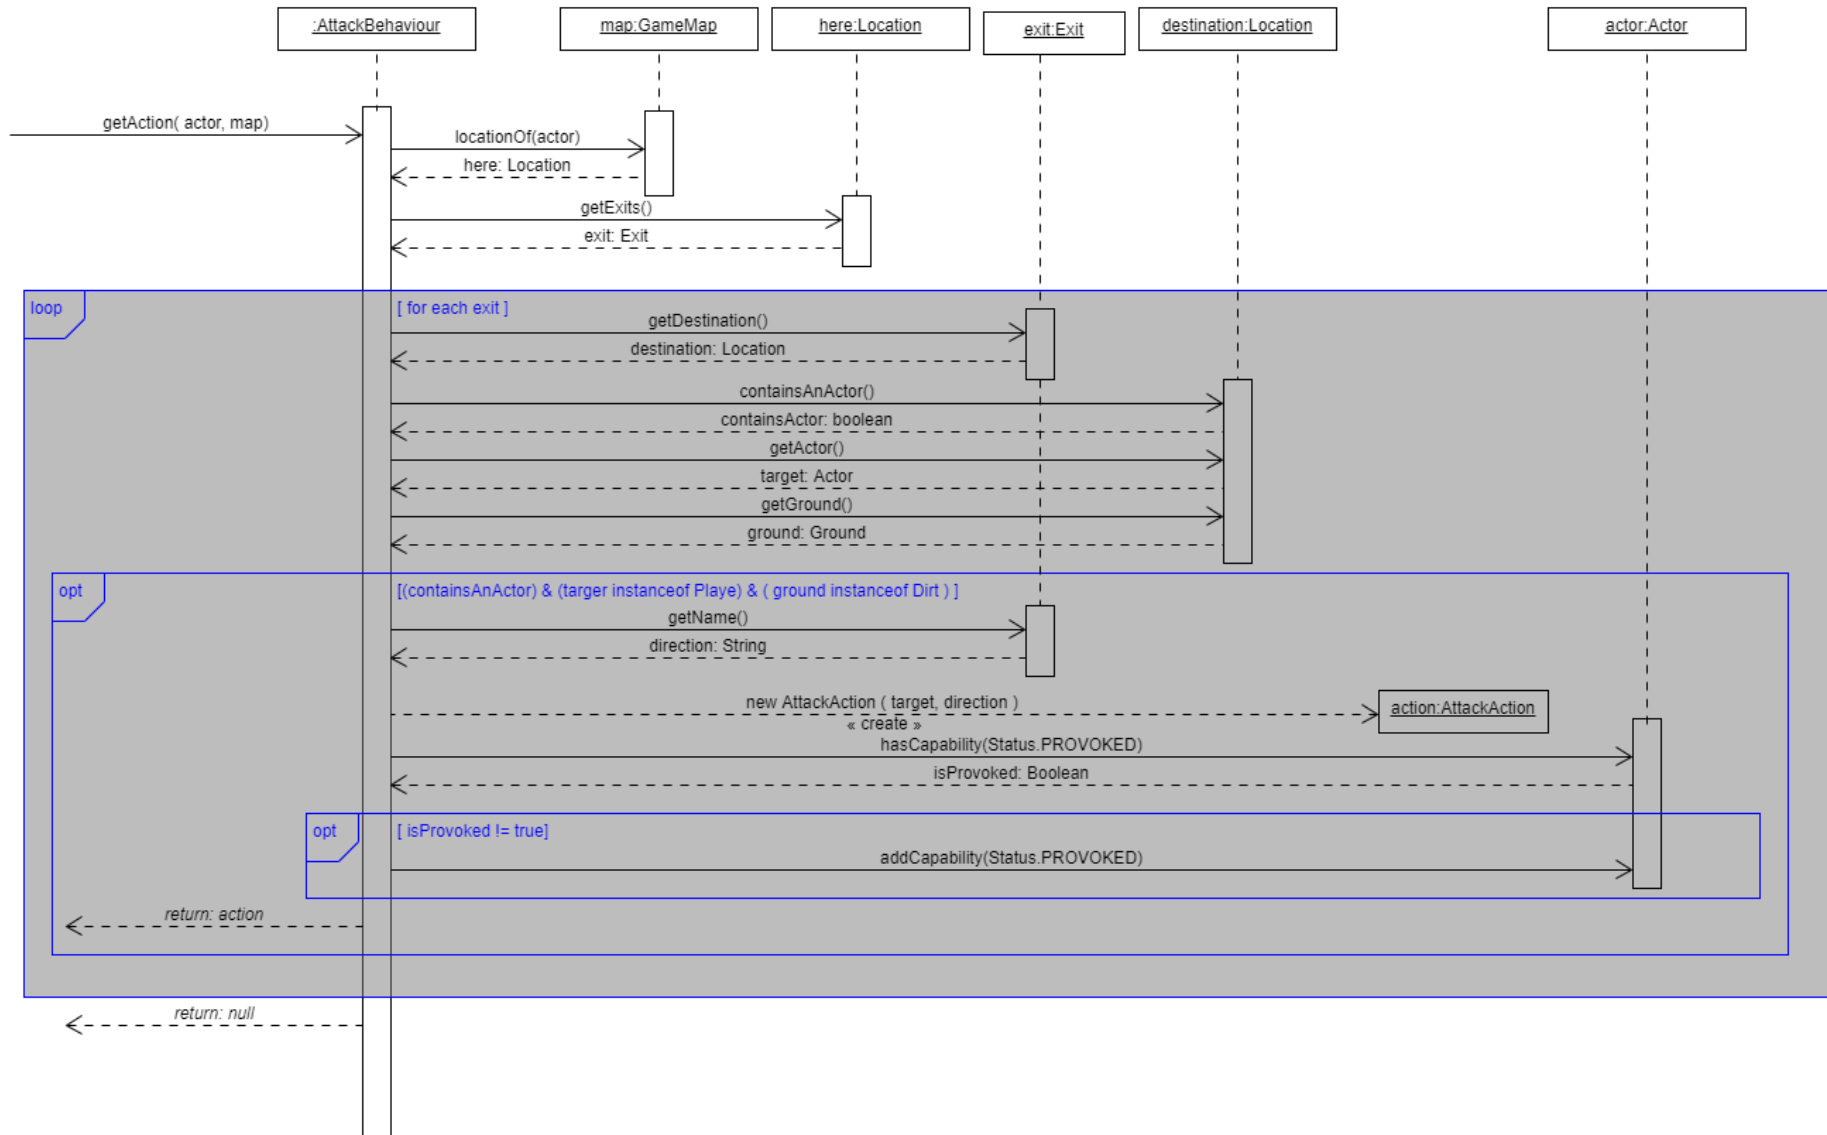 :AttackBehaviour
map:GameMap
here:Location
exit:Exit
destination:Location
actor:Actor
getAction( actor, map)
locationOf(actor)
here: Location
getExits()
exit: Exit
loop
[ for each exit ]
getDestination()
destination: Location
containsAnActor()
containsActor: boolean
getActor()
target: Actor
getGround()
ground: Ground
opt
[(containsAnActor) & (targer instanceof Playe) & ( ground instanceof Dirt ) ]
getName()
direction: String
new AttackAction ( target, direction )
« create »
action:AttackAction
hasCapability(Status.PROVOKED)
isProvoked: Boolean
opt
[ isProvoked != true]
addCapability(Status.PROVOKED)
return: action
return: null